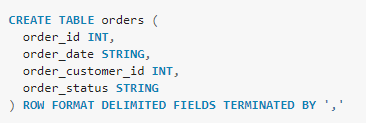 CREATE TABLE orders (
  order_id INT,
  order_date STRING,
  order_customer_id INT,
  order_status STRING
) ROW FORMAT DELIMITED FIELDS TERMINATED BY ','